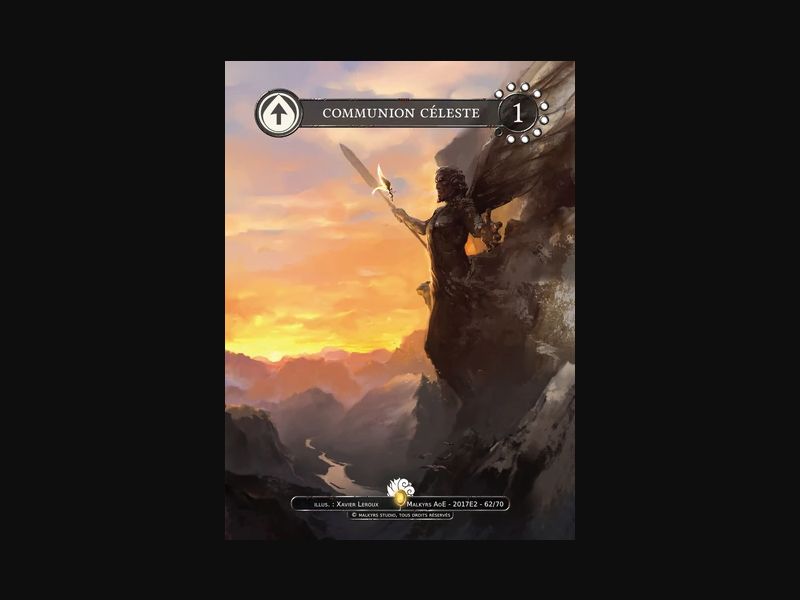 COMMUNION CÉLESTE
1
ILLUS. : XAVIER LEROUX
MALKYRS AOE - 2017E2 - 62/70
© MALKYRS STUDIO, TOUS DROITS RÉSERVÉS